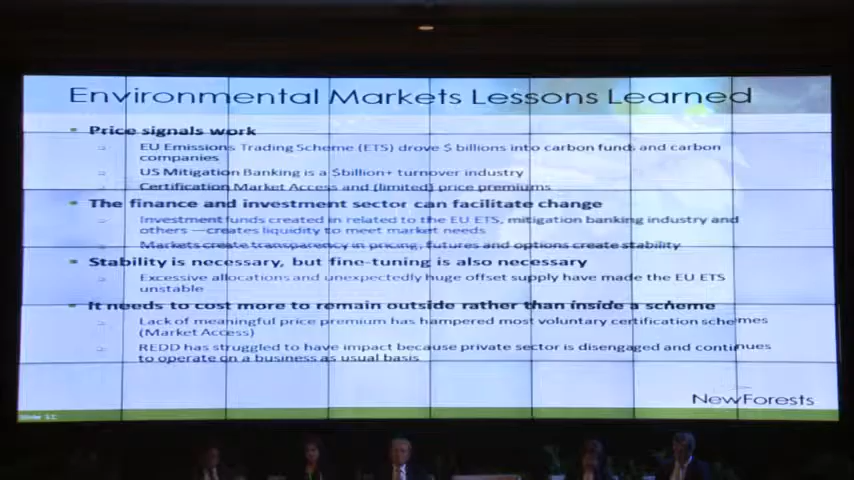 Environmental Markets Lessons Learned
Price signals work
EU Emissions Trading Scheme (ETS) drove $ billions into carbon funds and carbon
companies
US Mitigation Banking is a $billion+ turnover industry
Certification Market Access and (limited) price premiums
The finance and investment sector can facilitate change
Investment funds created in related to the EU ETS, mitigation banking industry and
others —creates liquidity to meet market needs
Markets create transparency in pricing, futures and options create stability
Stability is necessary, but fine-tuning is also necessary
Excessive allocations and unexpectedly huge offset supply have made the EU ETS
unstable
It needs to cost more to remain outside rather than inside a scheme
Lack of meaningful price premium has hampered most voluntary certification schemes
(Market Access)
REDD has struggled to have impact because private sector is disengaged and continues
to operate on a business as usual basis
NewForests
Slide